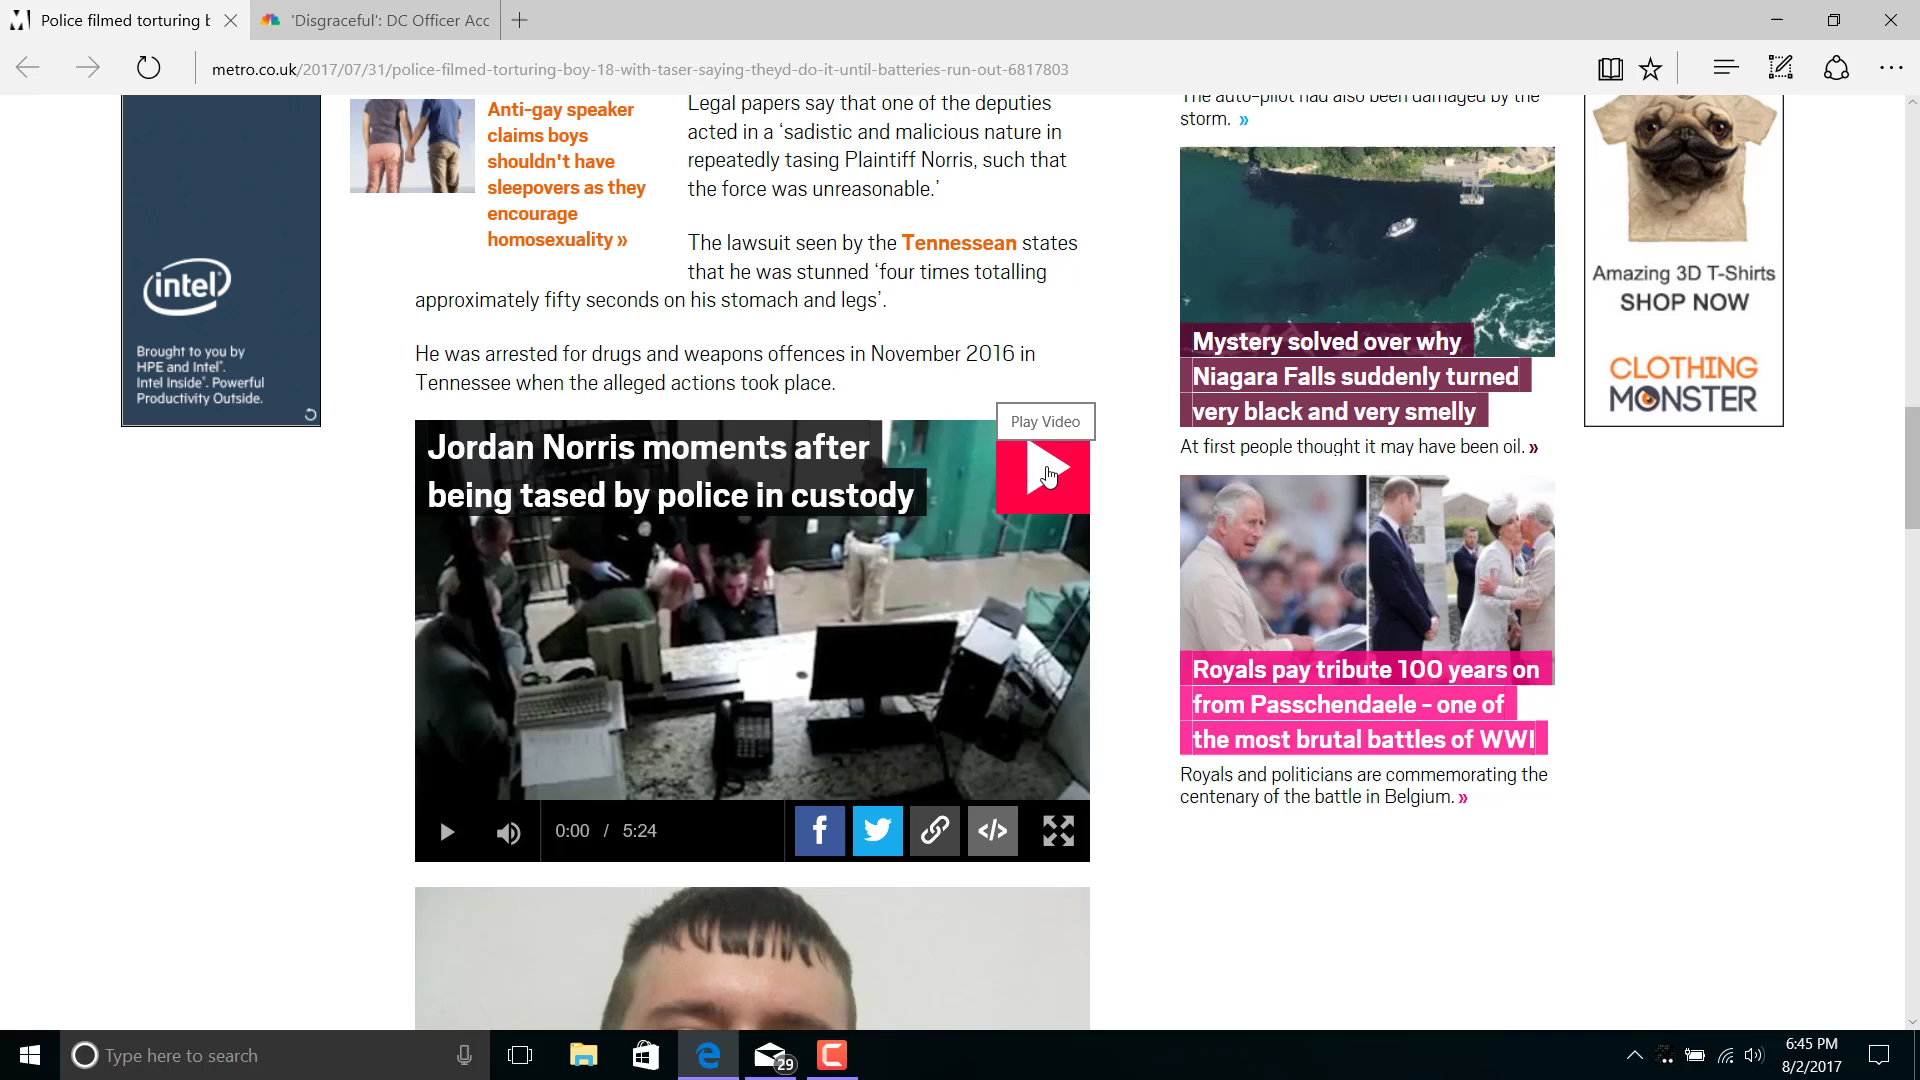 Police filmed torturing b
'Disgraceful': DC Officer Acc
metro.co.uk/2017/07/31/police-filmed-torturing-boy-18-with-taser-saying-theyd-do-it-until-batteries-run-out-6817803
intel
Brought to you by
HPE and Intel®.
Intel Inside®. Powerful
Productivity Outside.
Anti-gay speaker
claims boys
shouldn't have
sleepovers as they
encourage
homosexuality »
Legal papers say that one of the deputies
acted in a ‘sadistic and malicious nature in
repeatedly tasing Plaintiff Norris, such that
the force was unreasonable.’
The lawsuit seen by the Tennessean states
that he was stunned ‘four times totalling
approximately fifty seconds on his stomach and legs’.
He was arrested for drugs and weapons offences in November 2016 in
Tennessee when the alleged actions took place.
Play Video
Jordan Norris moments after
being tased by police in custody
0:00 / 5:24
The auto-pilot had also been damaged by the
storm. »
Mystery solved over why
Niagara Falls suddenly turned
very black and very smelly
At first people thought it may have been oil. »
Royals pay tribute 100 years on
from Passchendaele - one of
the most brutal battles of WWI
Royals and politicians are commemorating the
centenary of the battle in Belgium. »
Amazing 3D T-Shirts
SHOP NOW
CLOTHING
MONSTER
Type here to search
29
6:45 PM
8/2/2017